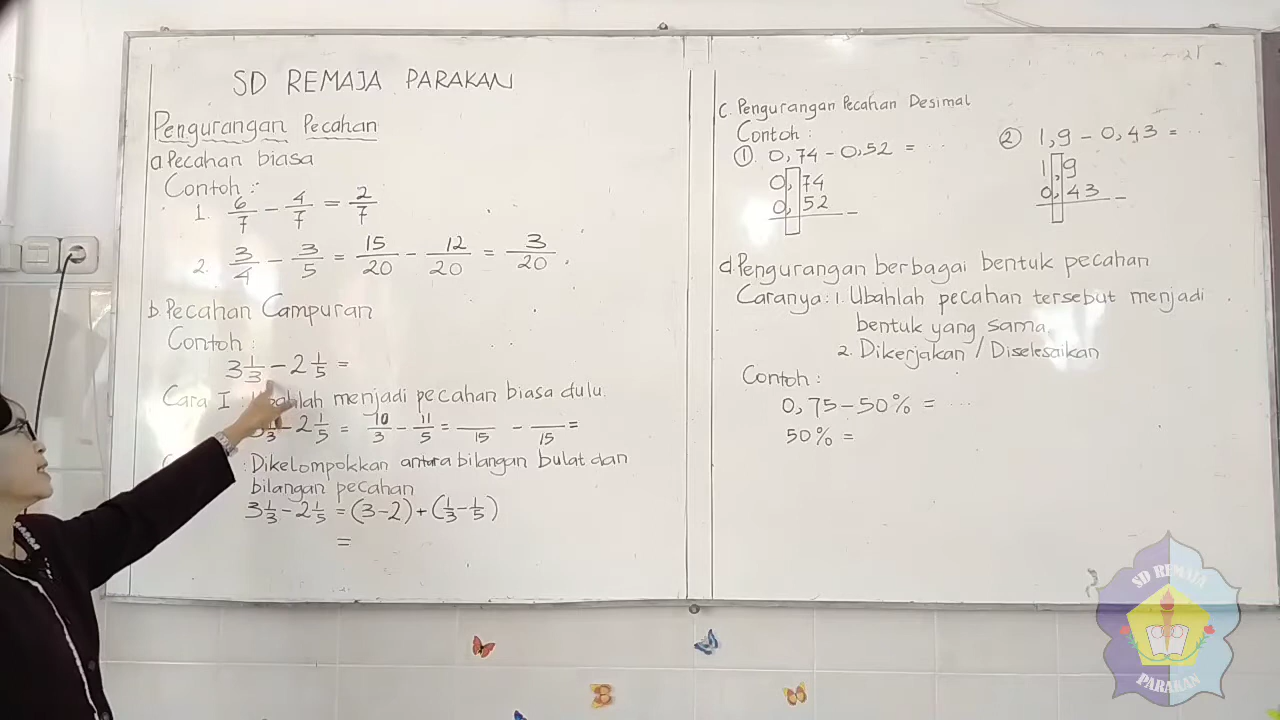 SD REMAJA PARAKAN
Pengurangan Pecahan
a. Pecahan biasa
Contoh :
1. 6/7 - 4/7 = 2/7
2. 3/4 - 3/5 = 15/20 - 12/20 = 3/20 .
b. Pecahan Campuran
Contoh :
3 1/3 - 2 1/5 =
Cara I : menjadi pecahan biasa dulu.
- 2 1/5 = 10/3 - 11/5 = /15 - /15 =
: Dikelompokkan antara bilangan bulat dan
bilangan pecahan
3 1/3 - 2 1/5 = (3 - 2) + (1/3 - 1/5)
=
c. Pengurangan Pecahan Desimal
Contoh :
① 0,74 - 0,52 = ...
0,74
0,52 -
② 1,9 - 0,43 = ...
1,9
0,43 -
d. Pengurangan berbagai bentuk pecahan
Caranya : 1. Ubahlah pecahan tersebut menjadi
bentuk yang sama.
2. Dikerjakan / Diselesaikan
Contoh :
0,75 - 50% = ...
50% =
SD REMAJA
PARAKAN